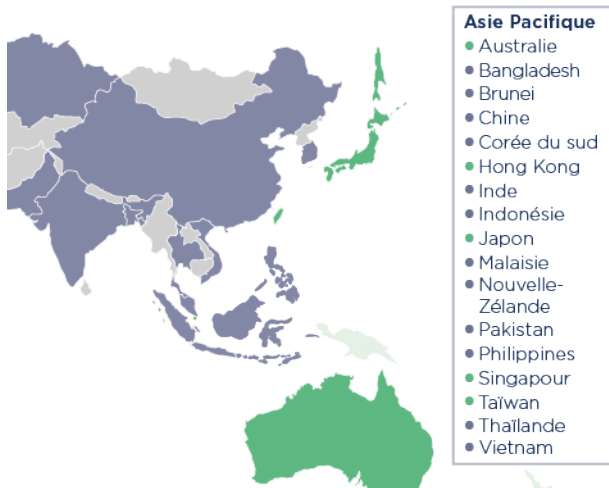 Asie Pacifique
Australie
Bangladesh
Brunei
Chine
Corée du sud
Hong Kong
Inde
Indonésie
Japon
Malaisie
Nouvelle-
Zélande
Pakistan
Philippines
Singapour
Taïwan
Thaïlande
Vietnam